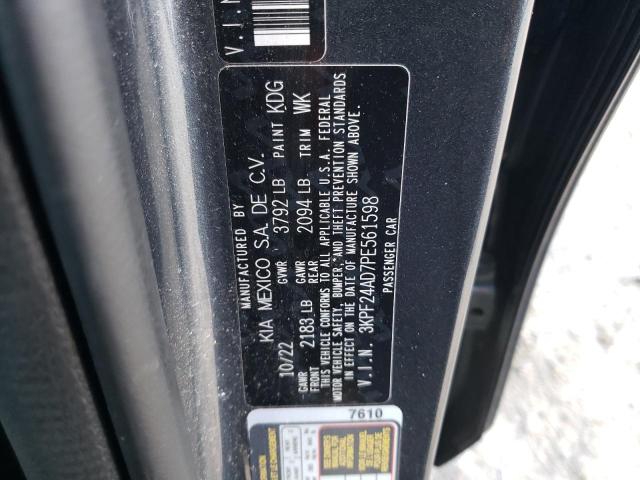 V.I.N
MANUFACTURED BY
KIA MEXICO S.A. DE C.V.
10/22 GVWR 3792 LB PAINT KDG
GAWR FRONT 2183 LB GAWR REAR 2094 LB TRIM WK
THIS VEHICLE CONFORMS TO ALL APPLICABLE U.S.A. FEDERAL
MOTOR VEHICLE SAFETY, BUMPER, AND THEFT PREVENTION STANDARDS
IN EFFECT ON THE DATE OF MANUFACTURE SHOWN ABOVE.
V.I.N. 3KPF24AD7PE561598
PASSENGER CAR
7610